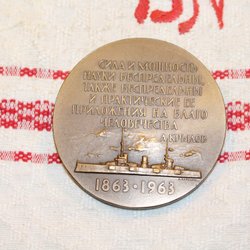 СИЛА И МОЩНОСТЬ
НАУКИ БЕСПРЕДЕЛЬНЫ,
ТАКЖЕ БЕСПРЕДЕЛЬНЫ
И ПРАКТИЧЕСКИЕ ЕЕ
ПРИЛОЖЕНИЯ НА БЛАГО
ЧЕЛОВЕЧЕСТВА
А.КРЫЛОВ
1863·1963